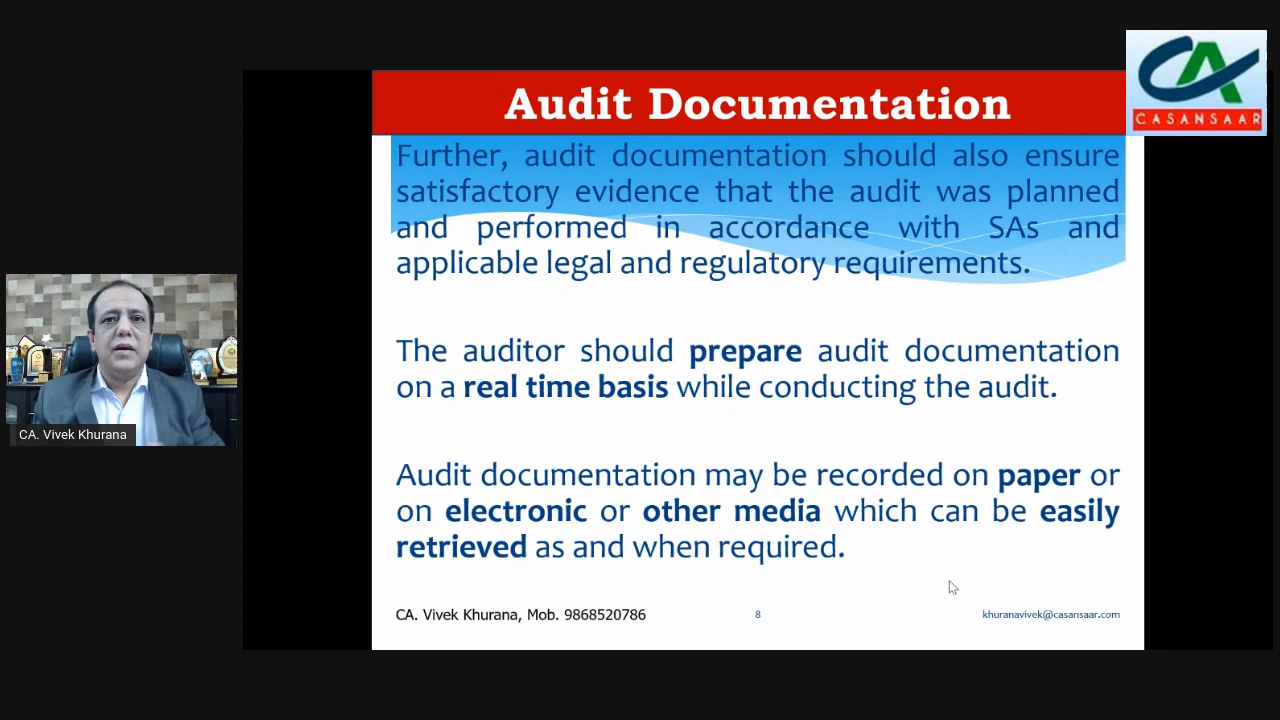 Audit Documentation
CA
CASANSAAR
Further, audit documentation should also ensure
satisfactory evidence that the audit was planned
and performed in accordance with SAs and
applicable legal and regulatory requirements.
The auditor should prepare audit documentation
on a real time basis while conducting the audit.
Audit documentation may be recorded on paper or
on electronic or other media which can be easily
retrieved as and when required.
CA. Vivek Khurana, Mob. 9868520786
8
khuranavivek@casansaar.com
CA. Vivek Khurana